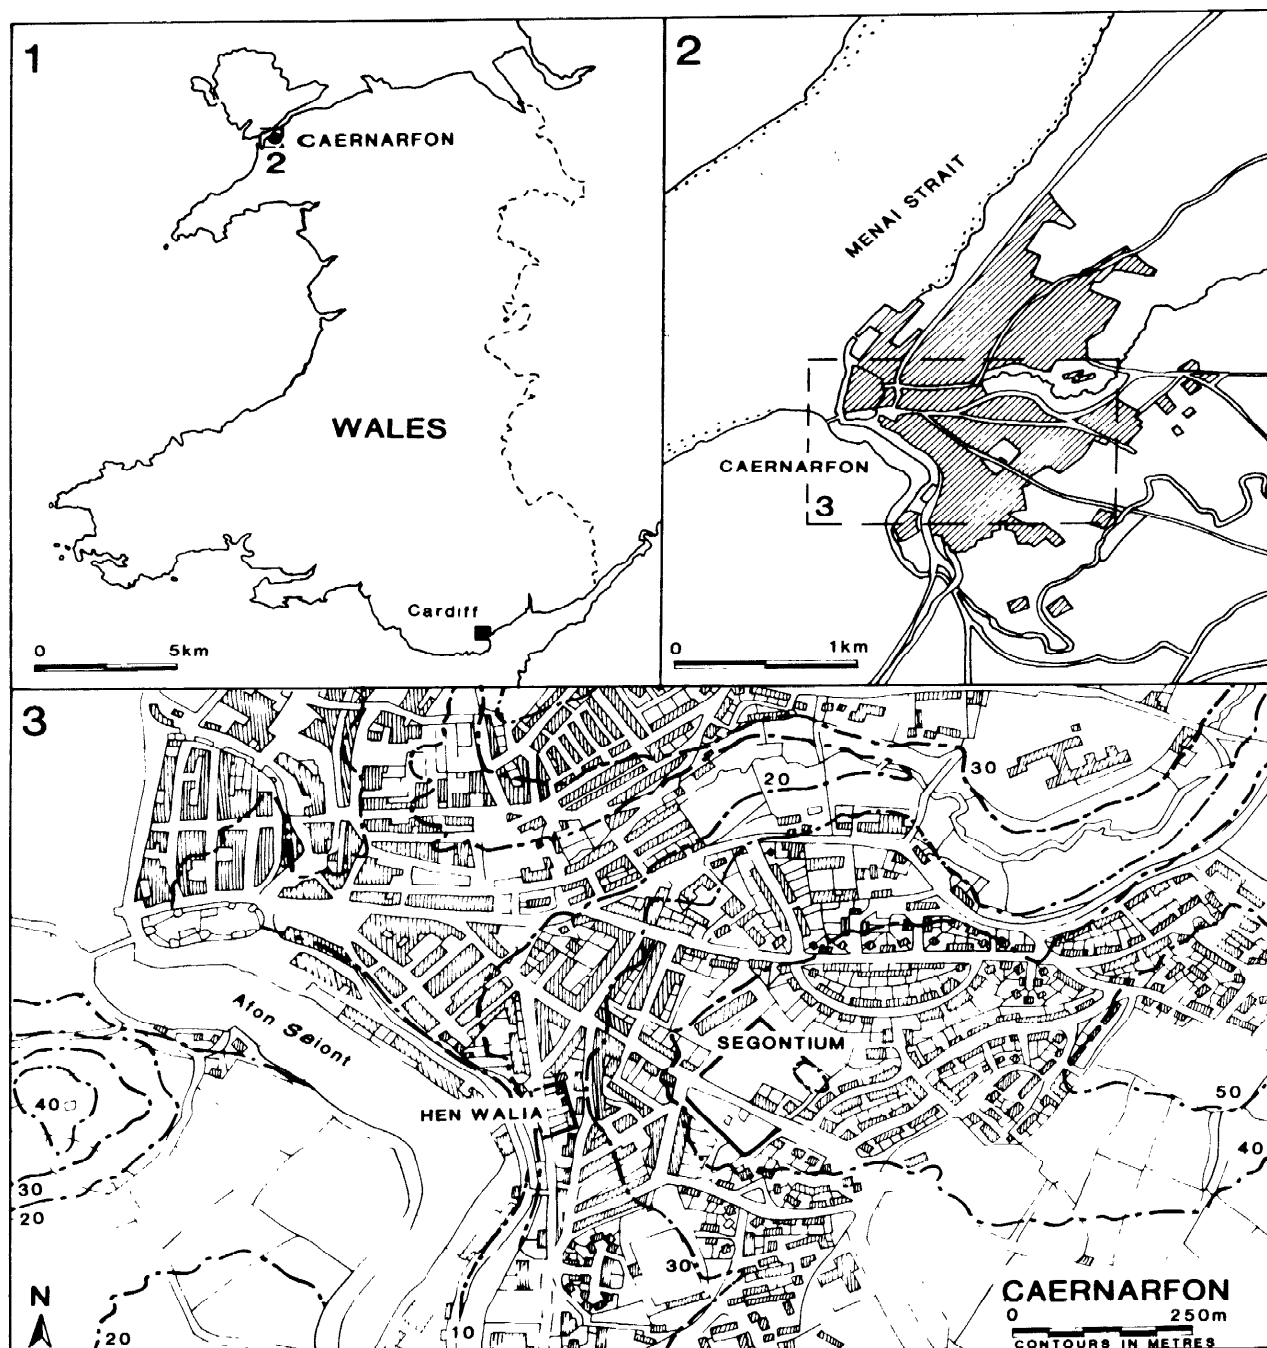 1
CAERNARFON
2
WALES
Cardiff
0 5km
2
MENAI STRAIT
CAERNARFON
3
0 1km
3
30
20
Afon Seiont
SEGONTIUM
40
HEN WALIA
50
40
30
20
30
N
20
10
CAERNARFON
0 250m
CONTOURS IN METRES